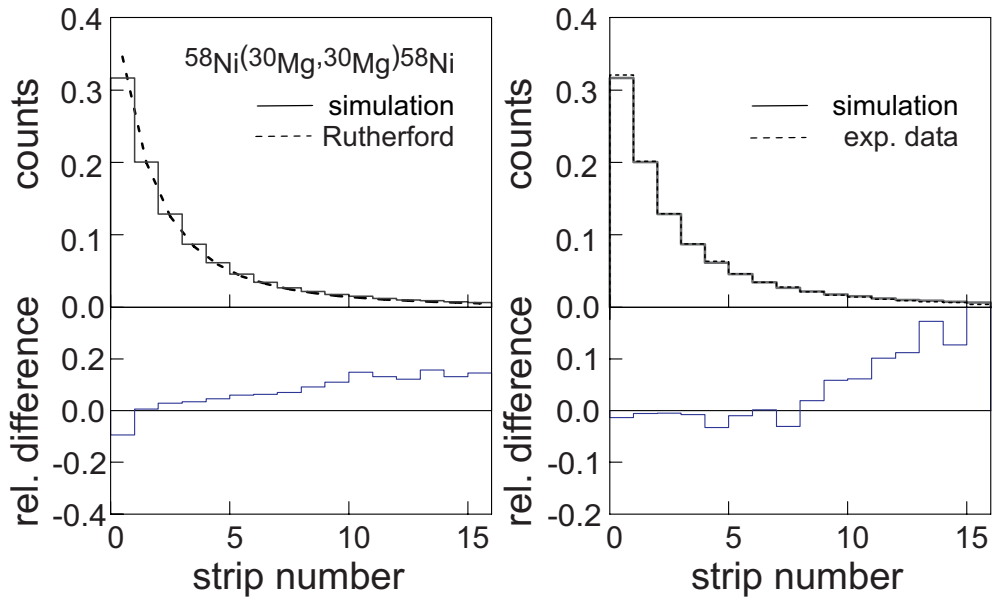 0.4
0.3
0.2
0.1
0.0
counts
58Ni(30Mg,30Mg)58Ni
simulation
Rutherford
0.2
0.0
-0.2
-0.4
rel. difference
0 5 10 15
strip number
0.4
0.3
0.2
0.1
0.0
counts
simulation
exp. data
0.1
0.0
-0.1
-0.2
rel. difference
0 5 10 15
strip number